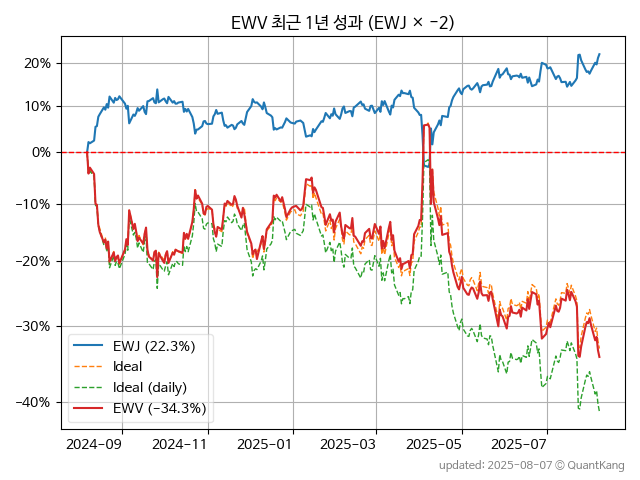 EWV 최근 1년 성과 (EWJ × −2)
20%
10%
0%
−10%
−20%
−30%
−40%
EWJ (22.3%)
Ideal
Ideal (daily)
EWV (−34.3%)
2024-09 2024-11 2025-01 2025-03 2025-05 2025-07
updated: 2025-08-07 © QuantKang